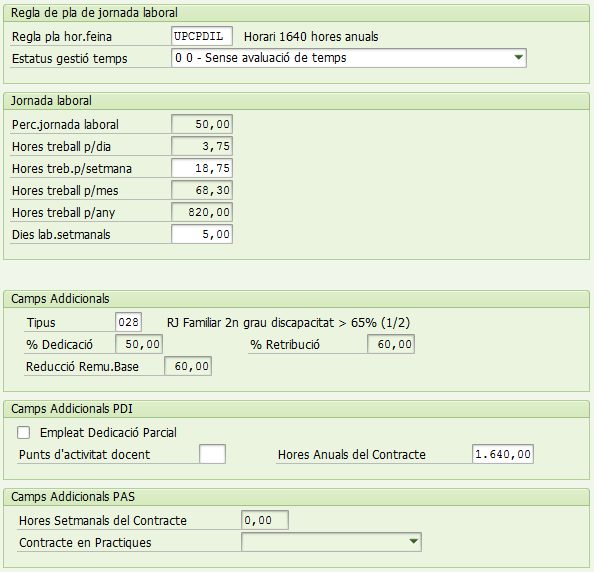 Regla de pla de jornada laboral
Regla pla hor.feina UPCPDIL Horari 1640 hores anuals
Estatus gestió temps 0 0 - Sense avaluació de temps
Jornada laboral
Perc.jornada laboral 50,00
Hores treball p/dia 3,75
Hores treb.p/setmana 18,75
Hores treball p/mes 68,30
Hores treball p/any 820,00
Dies lab.setmanals 5,00
Camps Addicionals
Tipus 028 RJ Familiar 2n grau discapacitat > 65% (1/2)
% Dedicació 50,00 % Retribució 60,00
Reducció Remu.Base 60,00
Camps Addicionals PDI
Empleat Dedicació Parcial
Punts d'activitat docent Hores Anuals del Contracte 1.640,00
Camps Addicionals PAS
Hores Setmanals del Contracte 0,00
Contracte en Practiques